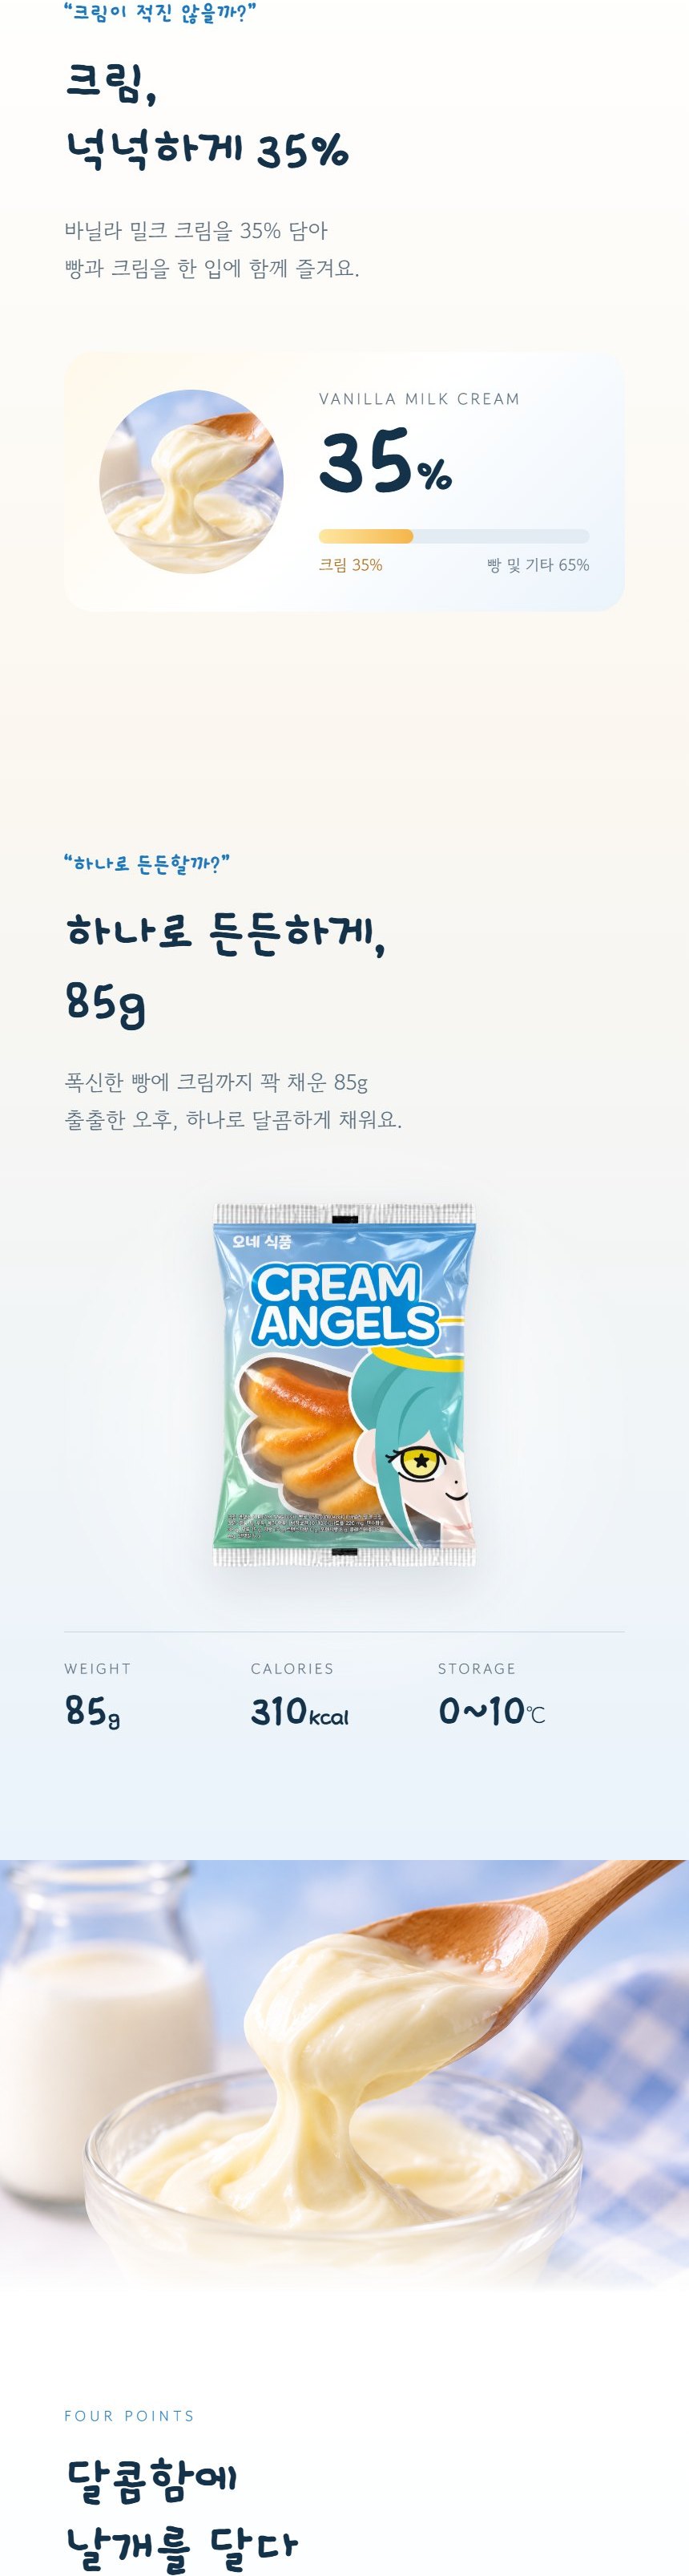 “크림이 적진 않을까?”
크림,
넉넉하게 35%
바닐라 밀크 크림을 35% 담아
빵과 크림을 한 입에 함께 즐겨요.
VANILLA MILK CREAM
35%
크림 35%
빵 및 기타 65%
“하나로 든든할까?”
하나로 든든하게,
85g
폭신한 빵에 크림까지 꽉 채운 85g
출출한 오후, 하나로 달콤하게 채워요.
오네 식품
CREAM
ANGELS
WEIGHT
CALORIES
STORAGE
85g
310kcal
0~10℃
FOUR POINTS
달콤함에
날개를 달다